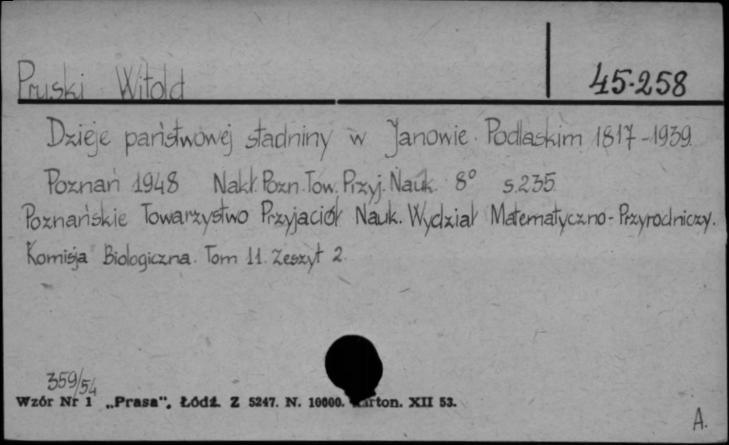 Pruski Witold 45-258
Dzieje państwowej stadniny w Janowie Podlaskim 1817-1939.
Poznań 1948 Nakł. Pozn. Tow. Przyj. Nauk. 8° s. 235.
Poznańskie Towarzystwo Przyjaciół Nauk. Wydział Matematyczno-Przyrodniczy.
Komisja Biologiczna. Tom 11. Zeszyt 2.
359/54
Wzór Nr 1 „Prasa”, Łódź. Z 5247. N. 10000. XII 53.
A.